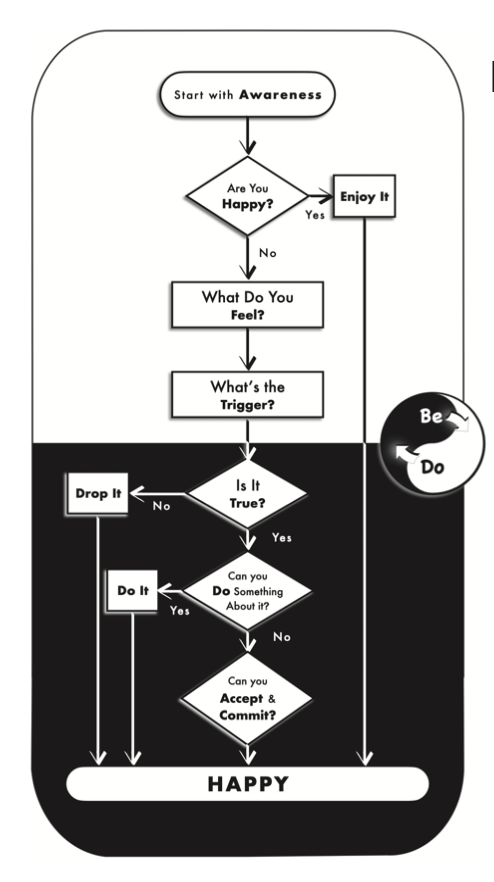 Start with Awareness
Are You
Happy?
Enjoy It
Yes
No
What Do You
Feel?
What's the
Trigger?
Be
Do
Is It
True?
Drop It
No
Yes
Can you
Do Something
About it?
Do It
Yes
No
Can you
Accept &
Commit?
HAPPY